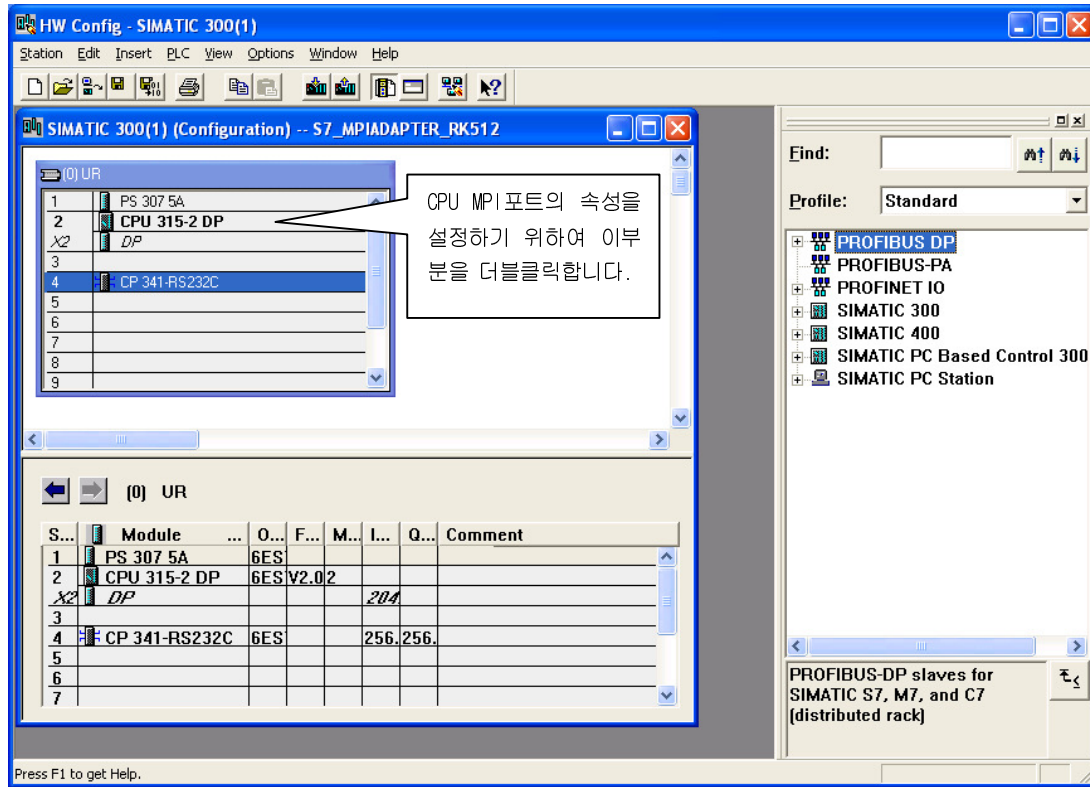 HW Config - SIMATIC 300(1)
Station Edit Insert PLC View Options Window Help
SIMATIC 300(1) (Configuration) -- S7_MPIADAPTER_RK512
(0) UR
1 PS 307 5A
2 CPU 315-2 DP
X2 DP
3
4 CP 341-RS232C
5
6
7
8
9
CPU MPI포트의 속성을
설정하기 위하여 이부
분을 더블클릭합니다.
(0) UR
S... Module ... O... F... M... I... Q... Comment
1 PS 307 5A 6ES
2 CPU 315-2 DP 6ES V2.0 2
X2 DP 204
3
4 CP 341-RS232C 6ES 256. 256.
5
6
7
Find:
Profile: Standard
PROFIBUS DP
PROFIBUS-PA
PROFINET IO
SIMATIC 300
SIMATIC 400
SIMATIC PC Based Control 300
SIMATIC PC Station
PROFIBUS-DP slaves for
SIMATIC S7, M7, and C7
(distributed rack)
Press F1 to get Help.